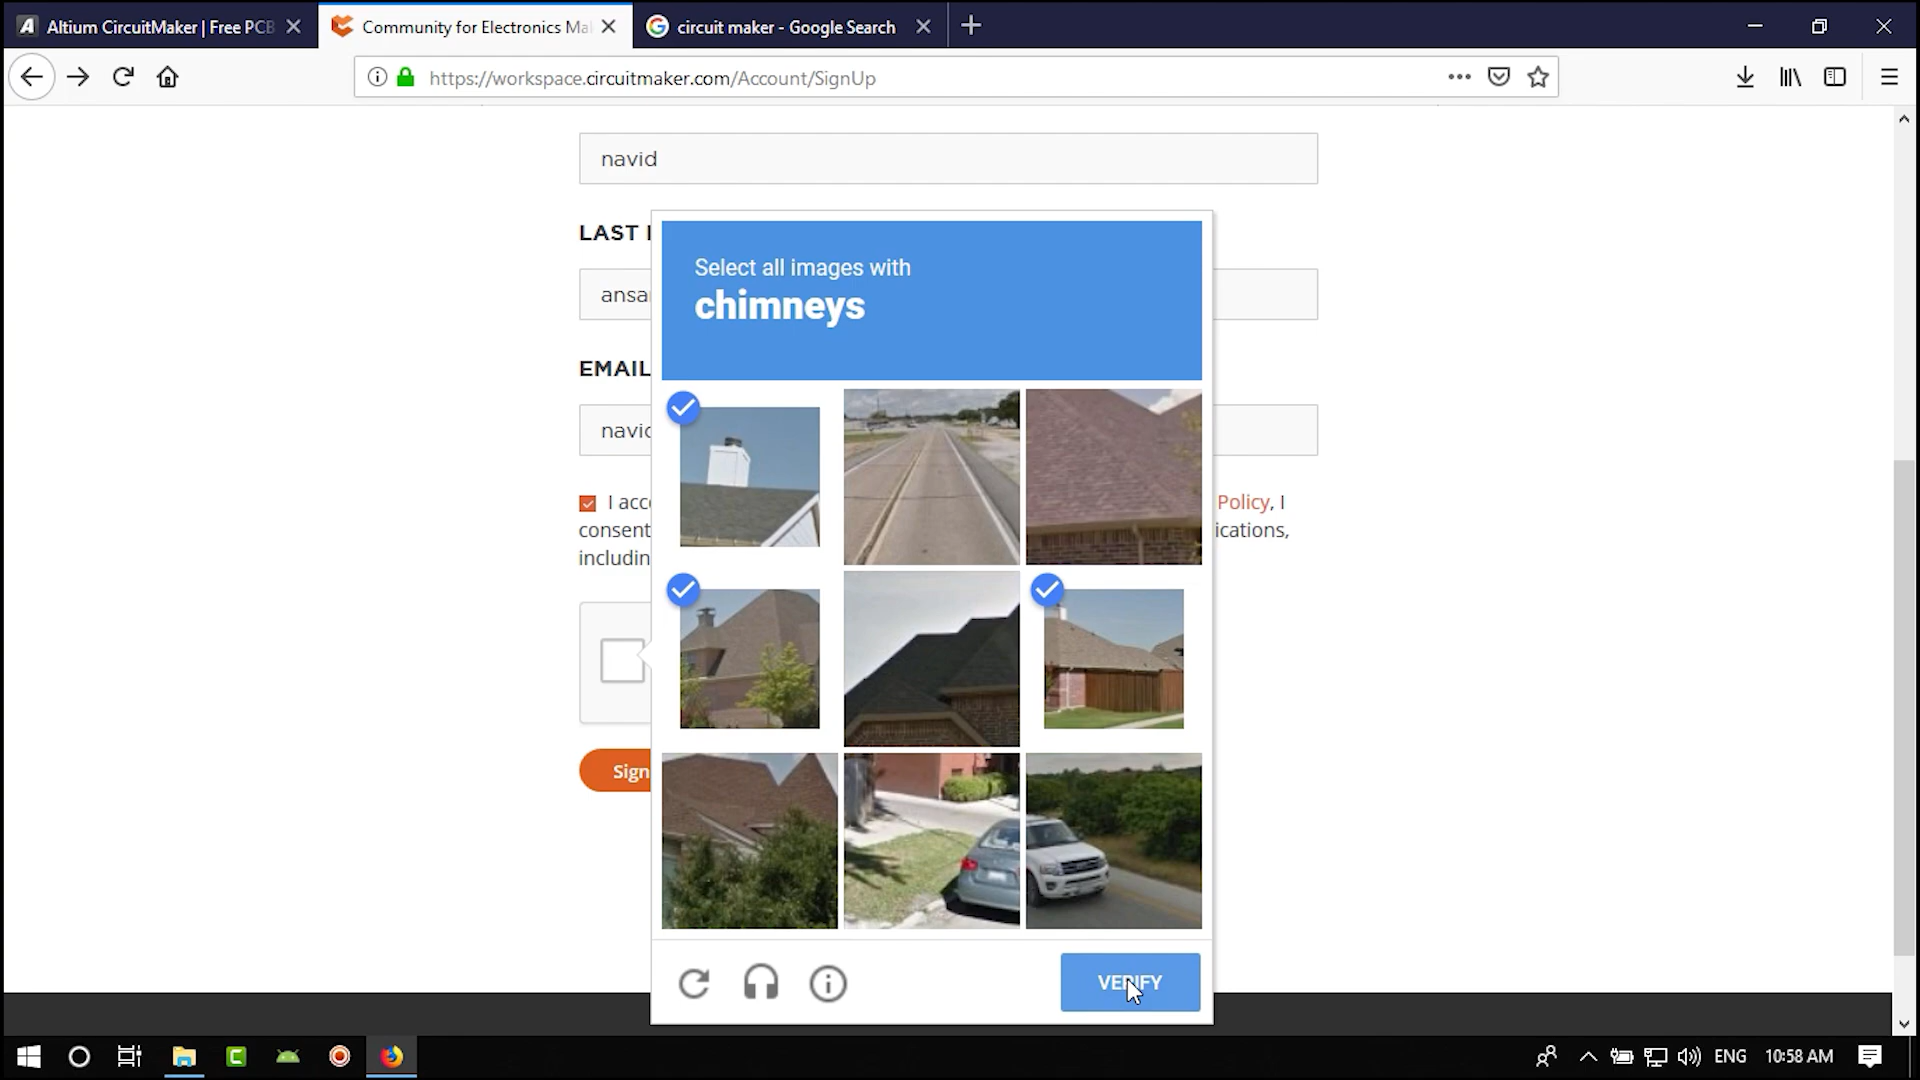 Altium CircuitMaker | Free PCB
Community for Electronics Ma
circuit maker - Google Search
https://workspace.circuitmaker.com/Account/SignUp
navid
LAST
ansa
EMAIL
navid
I acc
Policy, I
consent
ications,
including
Sign
Select all images with
chimneys
VERIFY
ENG
10:58 AM